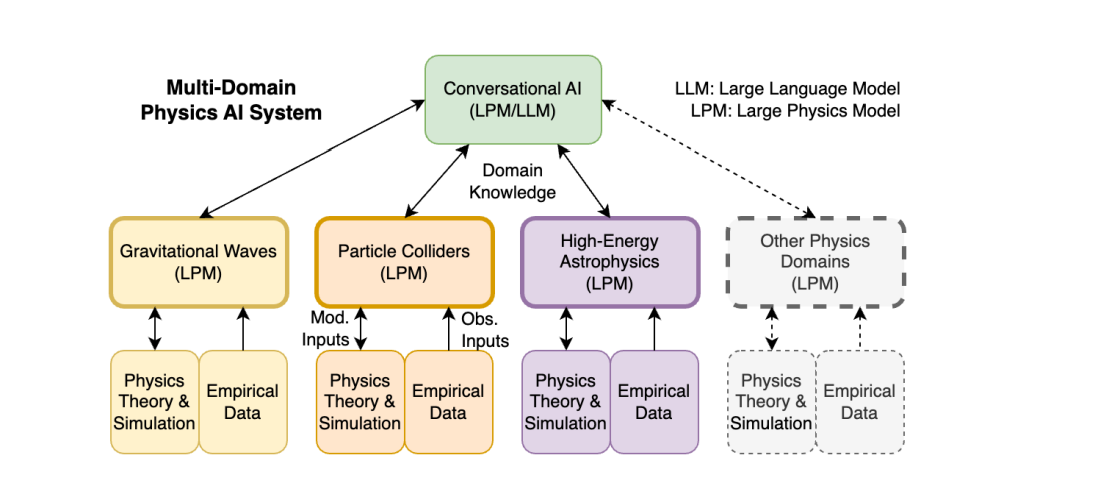 Multi-Domain
Physics AI System
Conversational AI
(LPM/LLM)
LLM: Large Language Model
LPM: Large Physics Model
Domain
Knowledge
Gravitational Waves
(LPM)
Particle Colliders
(LPM)
High-Energy
Astrophysics
(LPM)
Other Physics
Domains
(LPM)
Mod.
Inputs
Obs.
Inputs
Physics
Theory &
Simulation
Empirical
Data
Physics
Theory &
Simulation
Empirical
Data
Physics
Theory &
Simulation
Empirical
Data
Physics
Theory &
Simulation
Empirical
Data